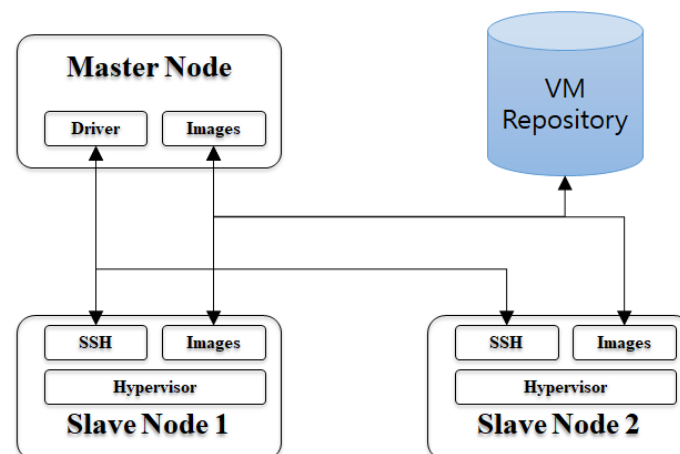 Master Node
Driver
Images
VM
Repository
SSH
Images
Hypervisor
Slave Node 1
SSH
Images
Hypervisor
Slave Node 2